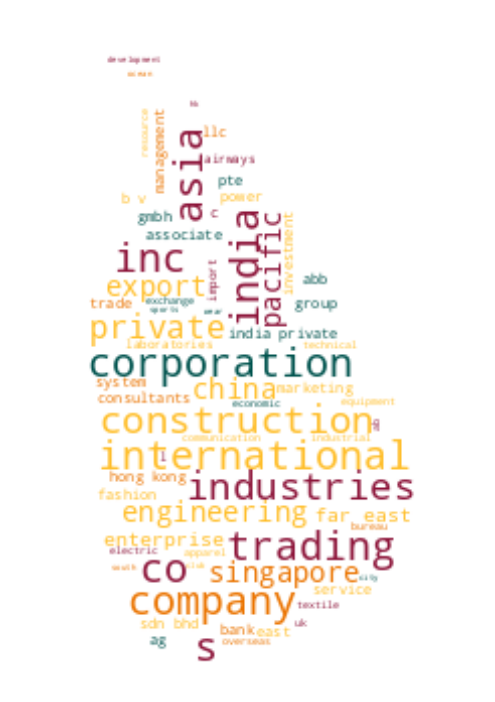 development
ocean
asia
llc
resource
management
airways
pte
b v
power
gmbh
c
associate
india
pacific
investment
inc
import
abb
export
trade
exchange
group
sports
wear
private
india private
laboratories
technical
corporation
system
china
marketing
consultants
economic
equipment
construction
communication
industrial
international
l
hong kong
industries
fashion
engineering
far east
bureau
enterprise
trading
electric
apparel
co
south
club
singapore
city
service
company
textile
sdn bhd
uk
bank
east
ag
s
overseas